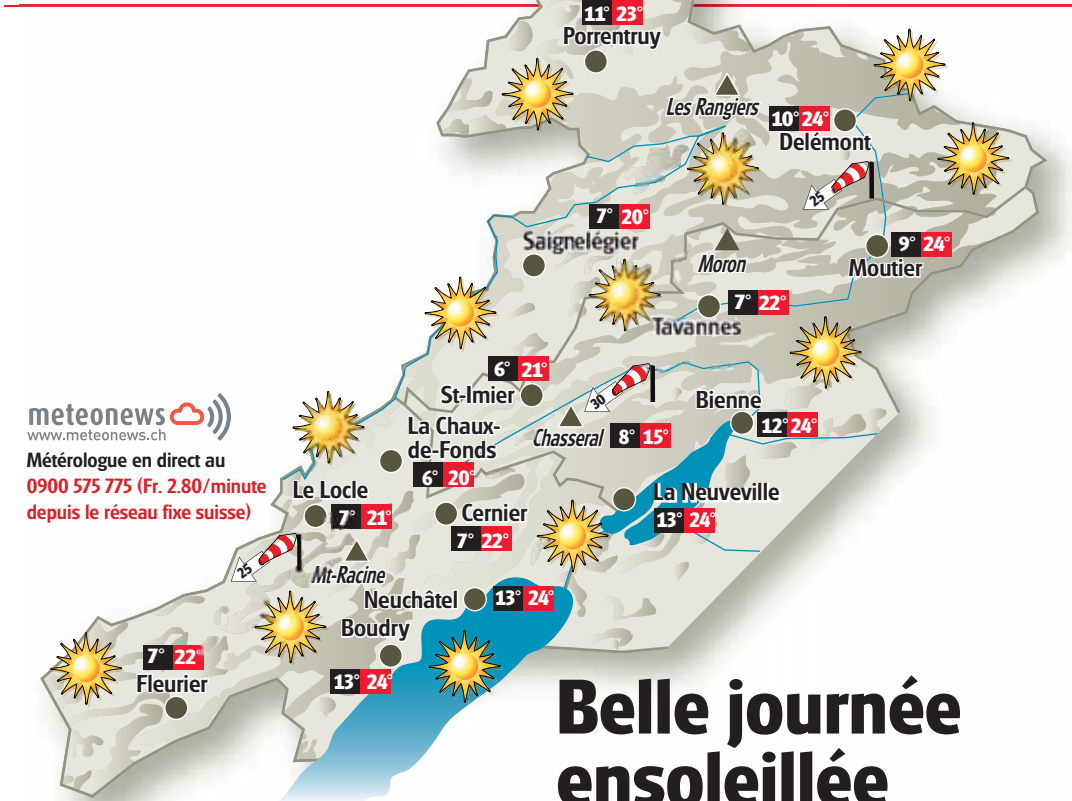 11° 23°
Porrentruy
Les Rangiers
10° 24°
Delémont
25
7° 20°
Saignelégier
Moron
9° 24°
Moutier
7° 22°
Tavannes
6° 21°
St-Imier
30
Chasseral 8° 15°
Bienne
12° 24°
meteonews
www.meteonews.ch
Métérologue en direct au
0900 575 775 (Fr. 2.80/minute
depuis le réseau fixe suisse)
La Chaux-
de-Fonds
6° 20°
Le Locle
7° 21°
Cernier
7° 22°
La Neuveville
13° 24°
25
Mt-Racine
Neuchâtel 13° 24°
Boudry
13° 24°
7° 22°
Fleurier
Belle journée
ensoleillée